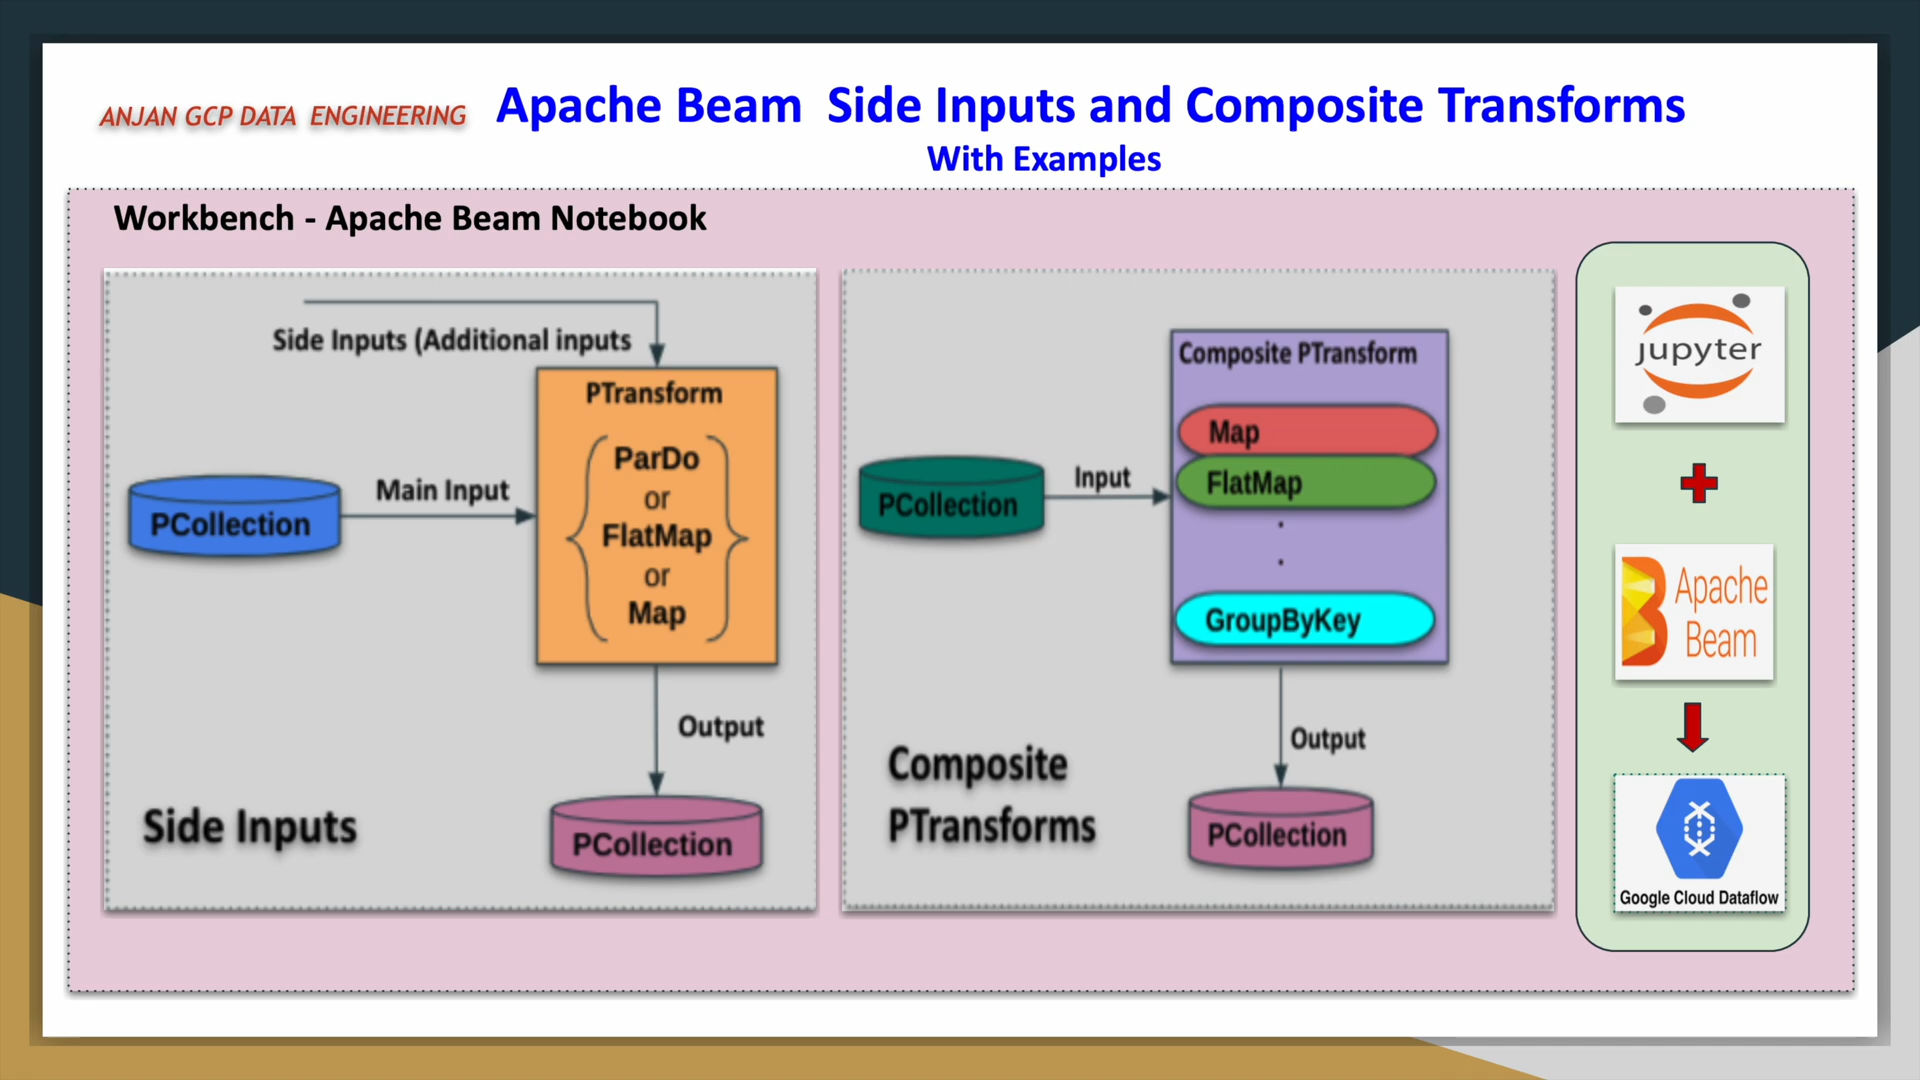 ANJAN GCP DATA ENGINEERING
Apache Beam Side Inputs and Composite Transforms
With Examples
Workbench - Apache Beam Notebook
Side Inputs (Additional inputs
PTransform
ParDo
or
FlatMap
or
Map
PCollection
Main Input
Output
PCollection
Side Inputs
Composite PTransform
Map
FlatMap
.
.
GroupByKey
PCollection
Input
Output
PCollection
Composite
PTransforms
jupyter
Apache
Beam
Google Cloud Dataflow